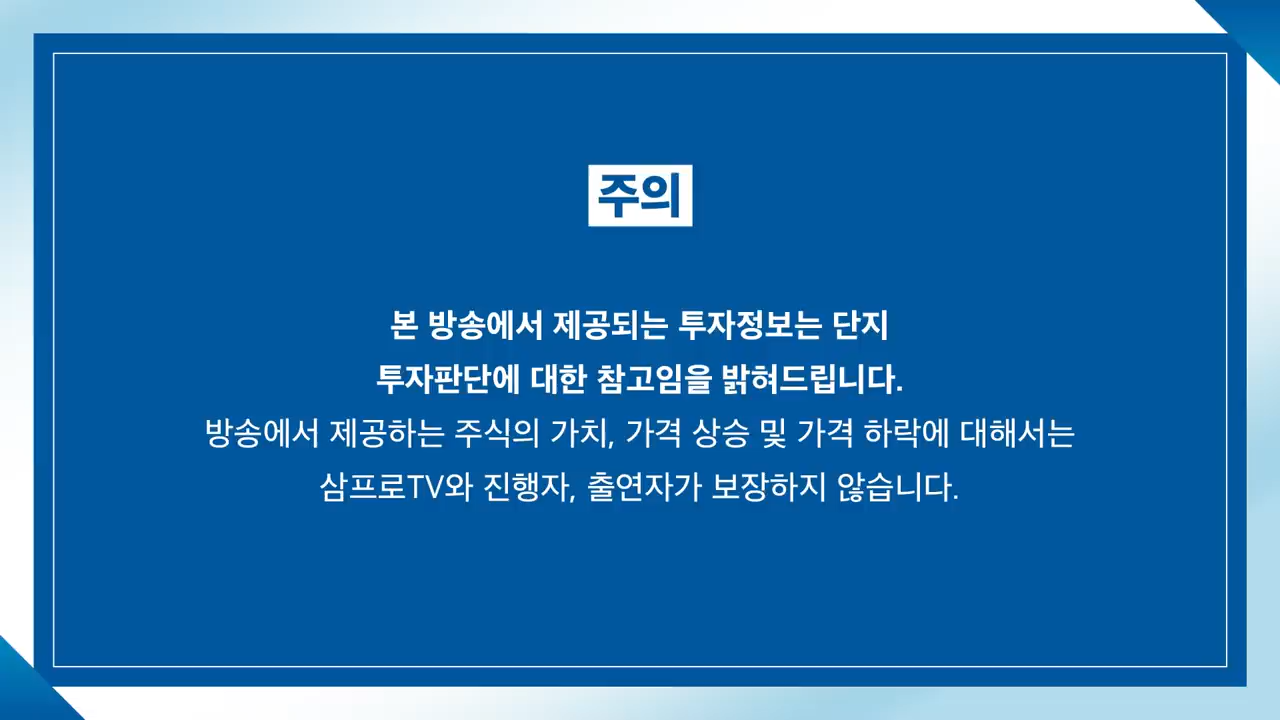 주의
본 방송에서 제공되는 투자정보는 단지
투자판단에 대한 참고임을 밝혀드립니다.
방송에서 제공하는 주식의 가치, 가격 상승 및 가격 하락에 대해서는
삼프로TV와 진행자, 출연자가 보장하지 않습니다.